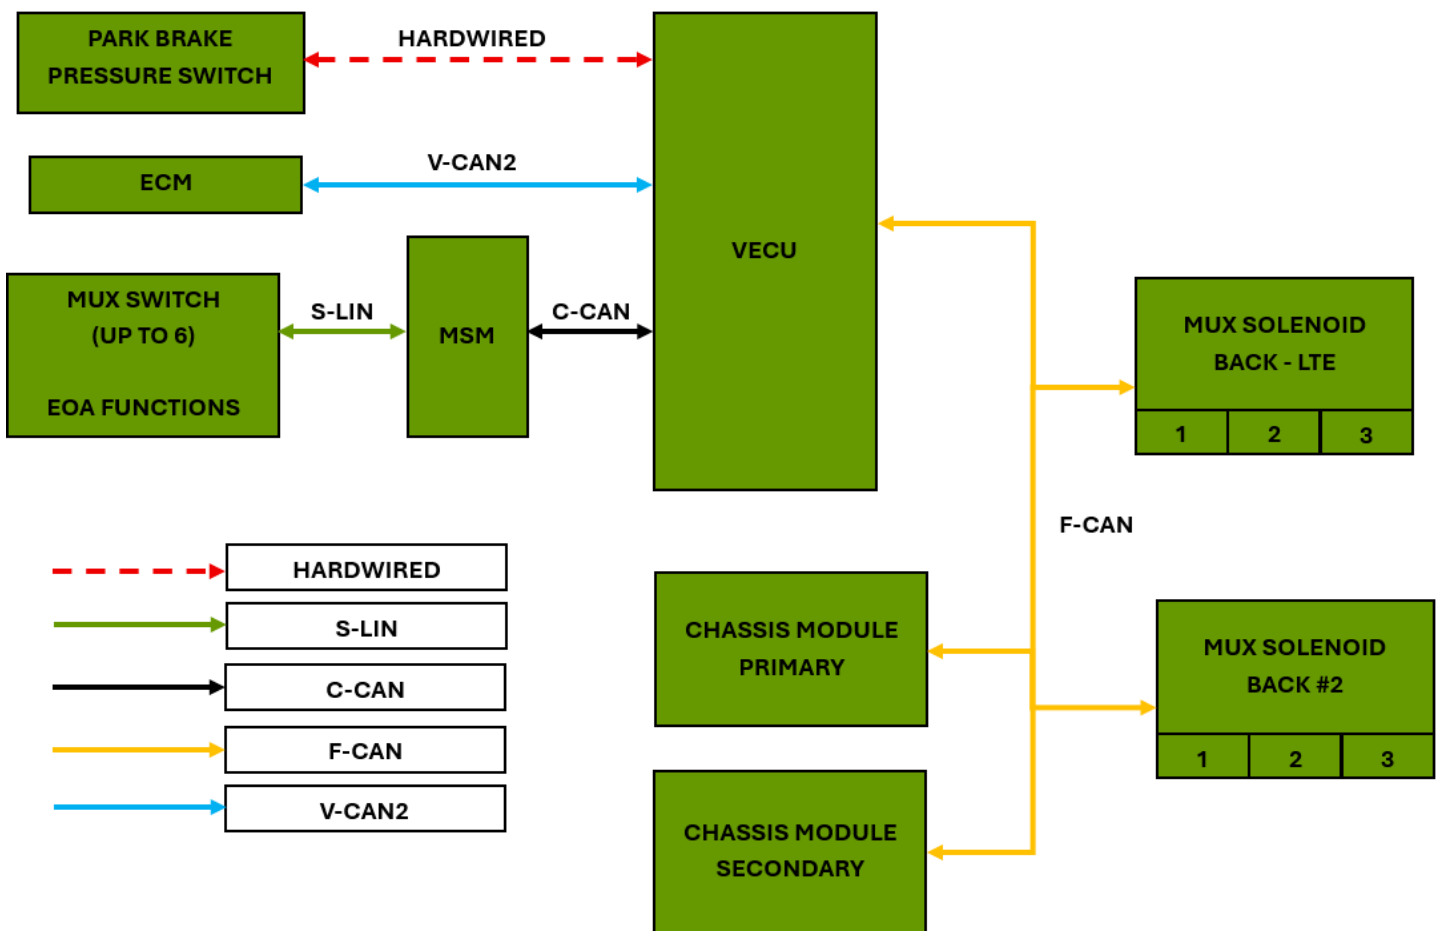 PARK BRAKE
PRESSURE SWITCH
HARDWIRED
ECM
V-CAN2
MUX SWITCH
(UP TO 6)
EOA FUNCTIONS
S-LIN
MSM
C-CAN
VECU
MUX SOLENOID
BACK - LTE
1 2 3
F-CAN
CHASSIS MODULE
PRIMARY
MUX SOLENOID
BACK #2
1 2 3
CHASSIS MODULE
SECONDARY
HARDWIRED
S-LIN
C-CAN
F-CAN
V-CAN2